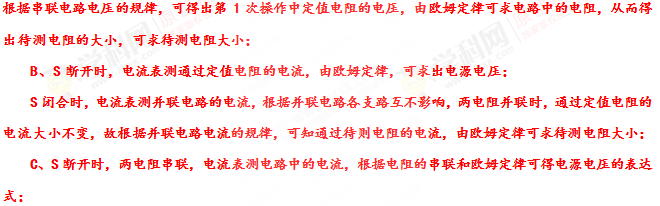 根据串联电路电压的规律，可得出第 1 次操作中定值电阻的电压，由欧姆定律可求电路中的电阻，从而得
出待测电阻的大小，可求待测电阻大小；
B、S 断开时，电流表测通过定值电阻的电流，由欧姆定律，可求出电源电压；
S 闭合时，电流表测并联电路的电流，根据并联电路各支路互不影响，两电阻并联时，通过定值电阻的
电流大小不变，故根据并联电路电流的规律，可知通过待则电阻的电流，由欧姆定律可求待测电阻大小；
C、S 断开时，两电阻串联，电流表测电路中的电流，根据电阻的串联和欧姆定律可得电源电压的表达
式；